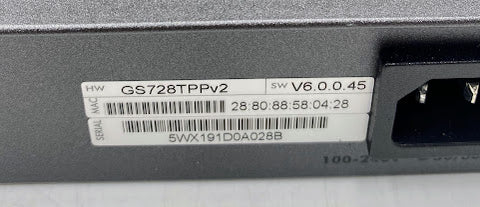 HW GS728TPPv2 SW V6.0.0.45
MAC 28:80:88:58:04:28
SERIAL 5WX191D0A028B